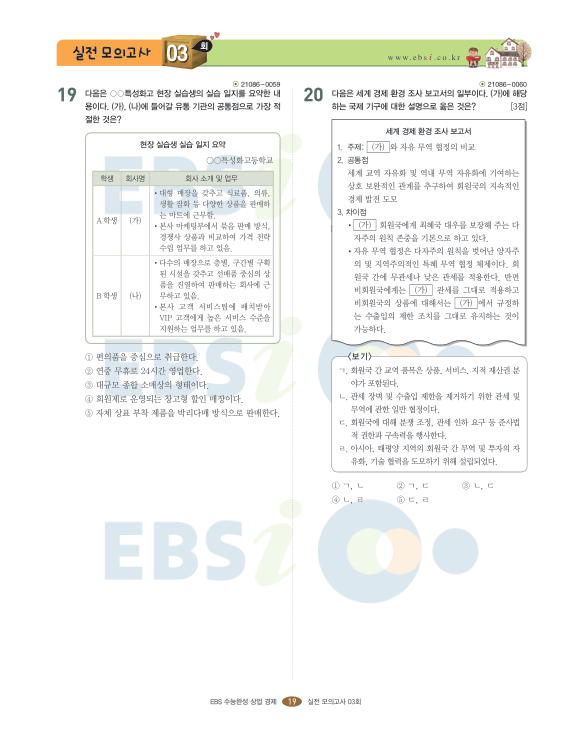 실전 모의고사 03 회
www.ebsi.co.kr
21086-0059
19 다음은 ○○특성화고 현장 실습생의 실습 일지를 요약한 내
용이다. (가), (나)에 들어갈 유통 기관의 공통점으로 가장 적
절한 것은?
현장 실습생 실습 일지 요약
○○특성화고등학교
학생 회사명 회사 소개 및 업무
A 학생 (가)
• 대형 매장을 갖추고 식료품, 의류,
생활 잡화 등 다양한 상품을 판매하
는 마트에 근무함.
• 본사 마케팅부에서 묶음 판매 방식,
경쟁사 상품과 비교하여 가격 전략
수립 업무를 하고 있음.
B 학생 (나)
• 다수의 매장으로 층별, 구간별 구획
된 시설을 갖추고 선매품 중심의 상
품을 진열하여 판매하는 회사에 근
무하고 있음.
• 본사 고객 서비스팀에 배치받아
VIP 고객에게 높은 서비스 수준을
지원하는 업무를 하고 있음.
① 편의품을 중심으로 취급한다.
② 연중 무휴로 24시간 영업한다.
③ 대규모 종합 소매상의 형태이다.
④ 회원제로 운영되는 창고형 할인 매장이다.
⑤ 자체 상표 부착 제품을 박리다매 방식으로 판매한다.
21086-0060
20 다음은 세계 경제 환경 조사 보고서의 일부이다. (가)에 해당
하는 국제 기구에 대한 설명으로 옳은 것은? [3점]
세계 경제 환경 조사 보고서
1. 주제: (가) 와 자유 무역 협정의 비교
2. 공통점
세계 교역 자유화 및 역내 무역 자유화에 기여하는
상호 보완적인 관계를 추구하여 회원국의 지속적인
경제 발전 도모
3. 차이점
• (가) 회원국에게 최혜국 대우를 보장해 주는 다
자주의 원칙 존중을 기본으로 하고 있다.
• 자유 무역 협정은 다자주의 원칙을 벗어난 양자주
의 및 지역주의적인 특혜 무역 협정 체제이다. 회
원국 간에 무관세나 낮은 관세를 적용한다. 반면
비회원국에게는 (가) 관세를 그대로 적용하고
비회원국의 상품에 대해서는 (가) 에서 규정하
는 수출입의 제한 조치를 그대로 유지하는 것이
가능하다.
〈보기〉
ㄱ. 회원국 간 교역 품목은 상품, 서비스, 지적 재산권 분
야가 포함된다.
ㄴ. 관세 장벽 및 수출입 제한을 제거하기 위한 관세 및
무역에 관한 일반 협정이다.
ㄷ. 회원국에 대해 분쟁 조정, 관세 인하 요구 등 준사법
적 권한과 구속력을 행사한다.
ㄹ. 아시아, 태평양 지역의 회원국 간 무역 및 투자의 자
유화, 기술 협력을 도모하기 위해 설립되었다.
① ㄱ, ㄴ ② ㄱ, ㄷ ③ ㄴ, ㄷ
④ ㄴ, ㄹ ⑤ ㄷ, ㄹ
EBSi
EBSi
EBSi
EBS 수능완성 상업 경제 19 실전 모의고사 03회